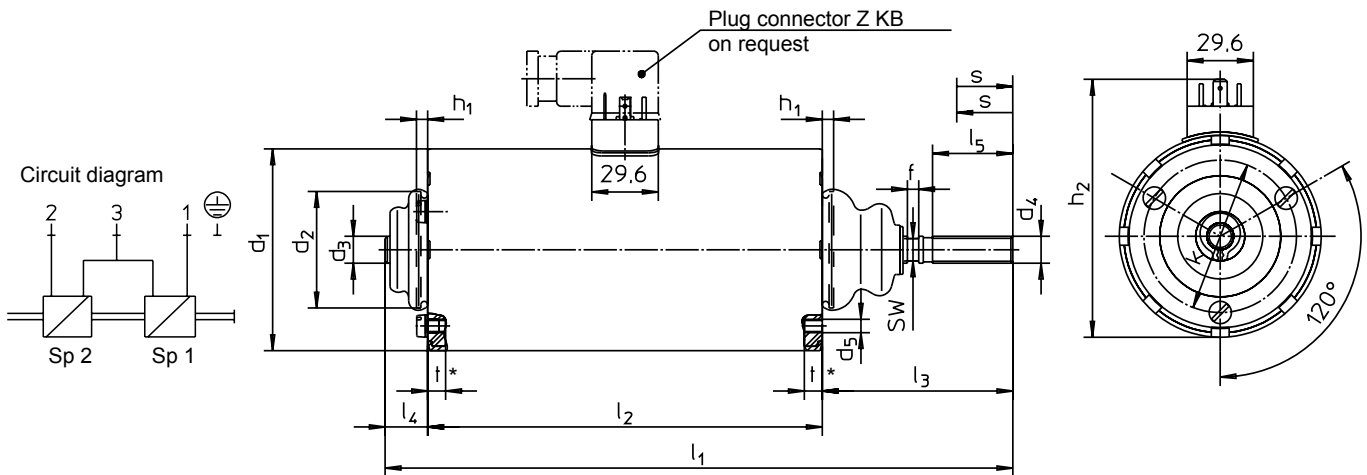 Plug connector Z KB
on request
29,6
s
s
h₁
h₁
l₅
29,6
f
d₄
h₂
Circuit diagram
2 3 1
d₁
d₂
d₃
K
SW
d₅
120°
Sp 2 Sp 1
t *
t *
l₃
l₄
l₂
l₁